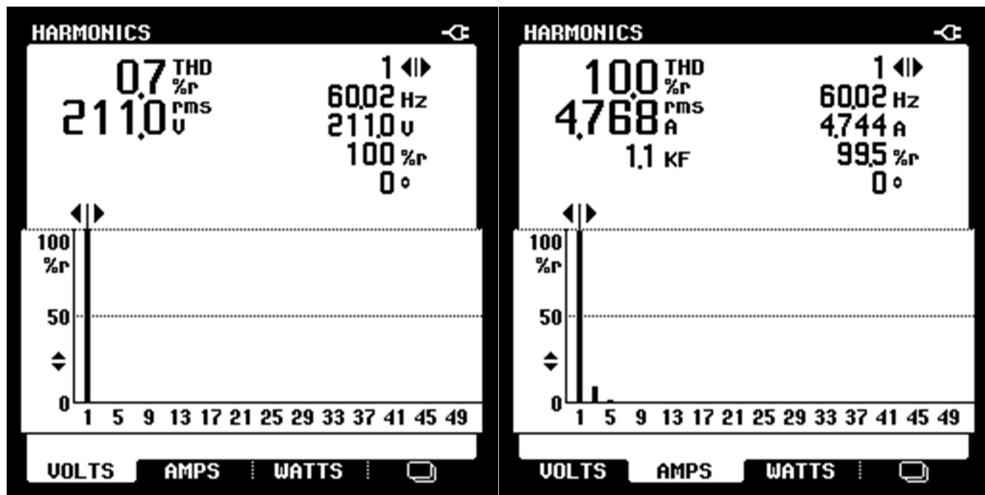 HARMONICS
0.7 THD %r
211.0 rms V
1
60.02 Hz
211.0 V
100 %r
0 °
100
%r
50
0
1 5 9 13 17 21 25 29 33 37 41 45 49
VOLTS AMPS WATTS
HARMONICS
10.0 THD %r
4.768 rms A
1.1 KF
1
60.02 Hz
4.744 A
99.5 %r
0 °
100
%r
50
0
1 5 9 13 17 21 25 29 33 37 41 45 49
VOLTS AMPS WATTS